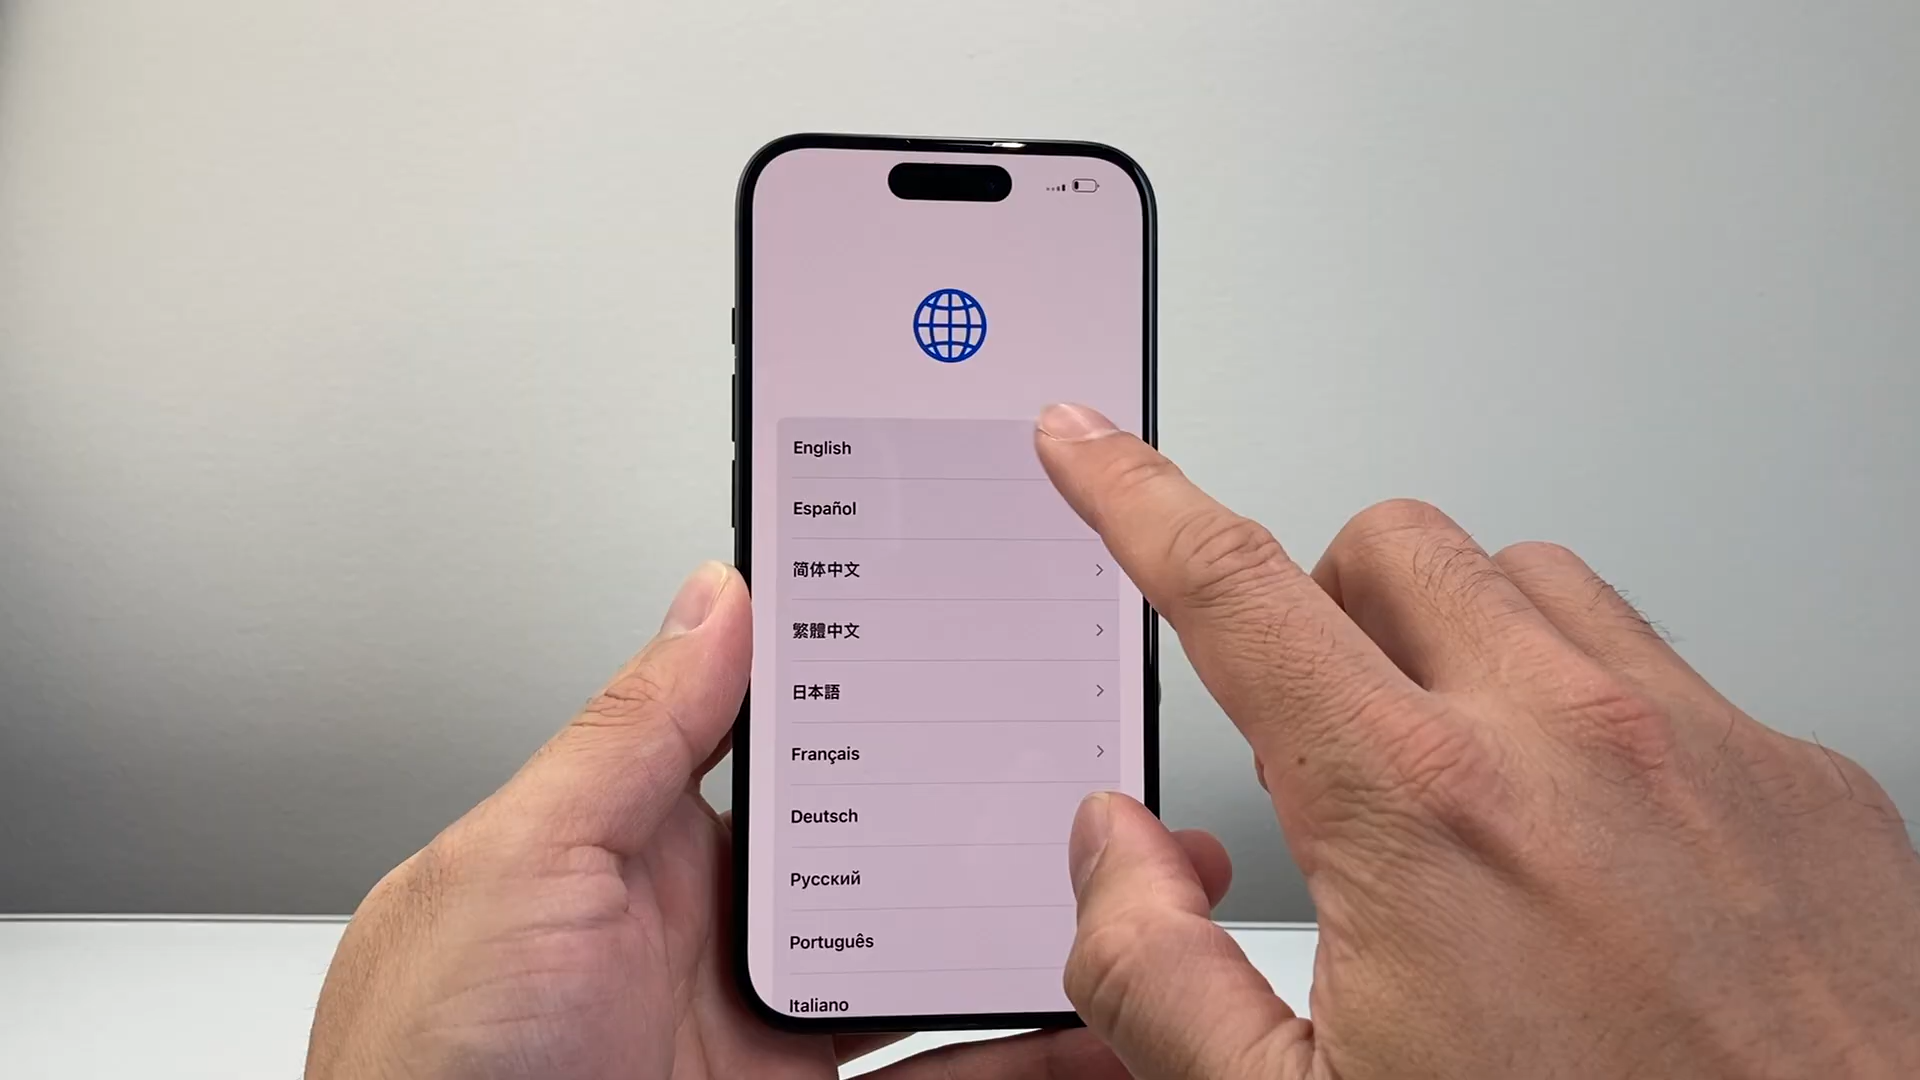 English
Español
简体中文
繁體中文
日本語
Français
Deutsch
Русский
Português
Italiano